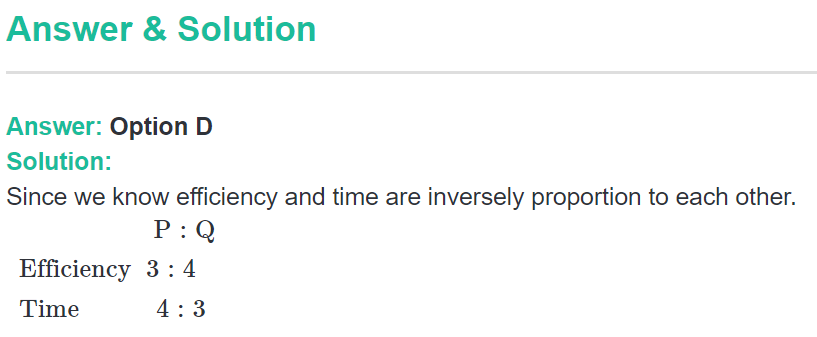 Answer & Solution
Answer: Option D
Solution:
Since we know efficiency and time are inversely proportion to each other.
P : Q
Efficiency 3 : 4
Time 4 : 3